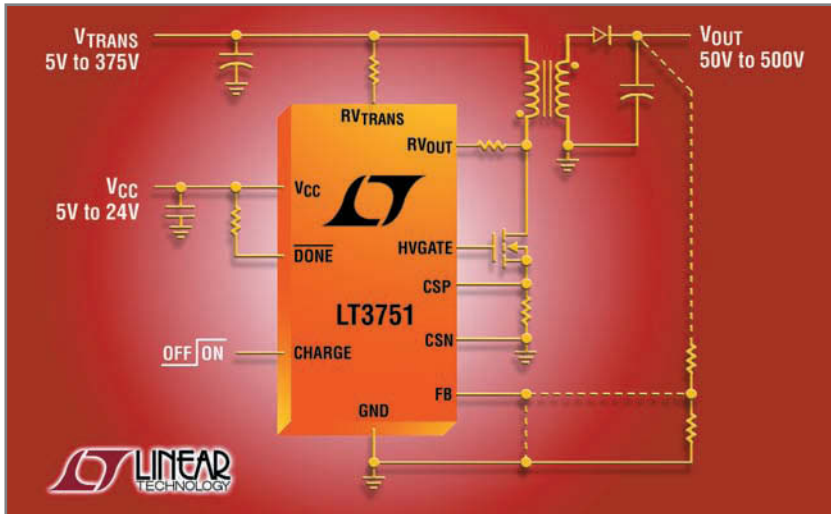 VTRANS
5V to 375V
VOUT
50V to 500V
RVTRANS
RVOUT
VCC
5V to 24V
VCC
DONE
HVGATE
CSP
LT3751
CSN
OFF ON
CHARGE
FB
GND
LINEAR
TECHNOLOGY